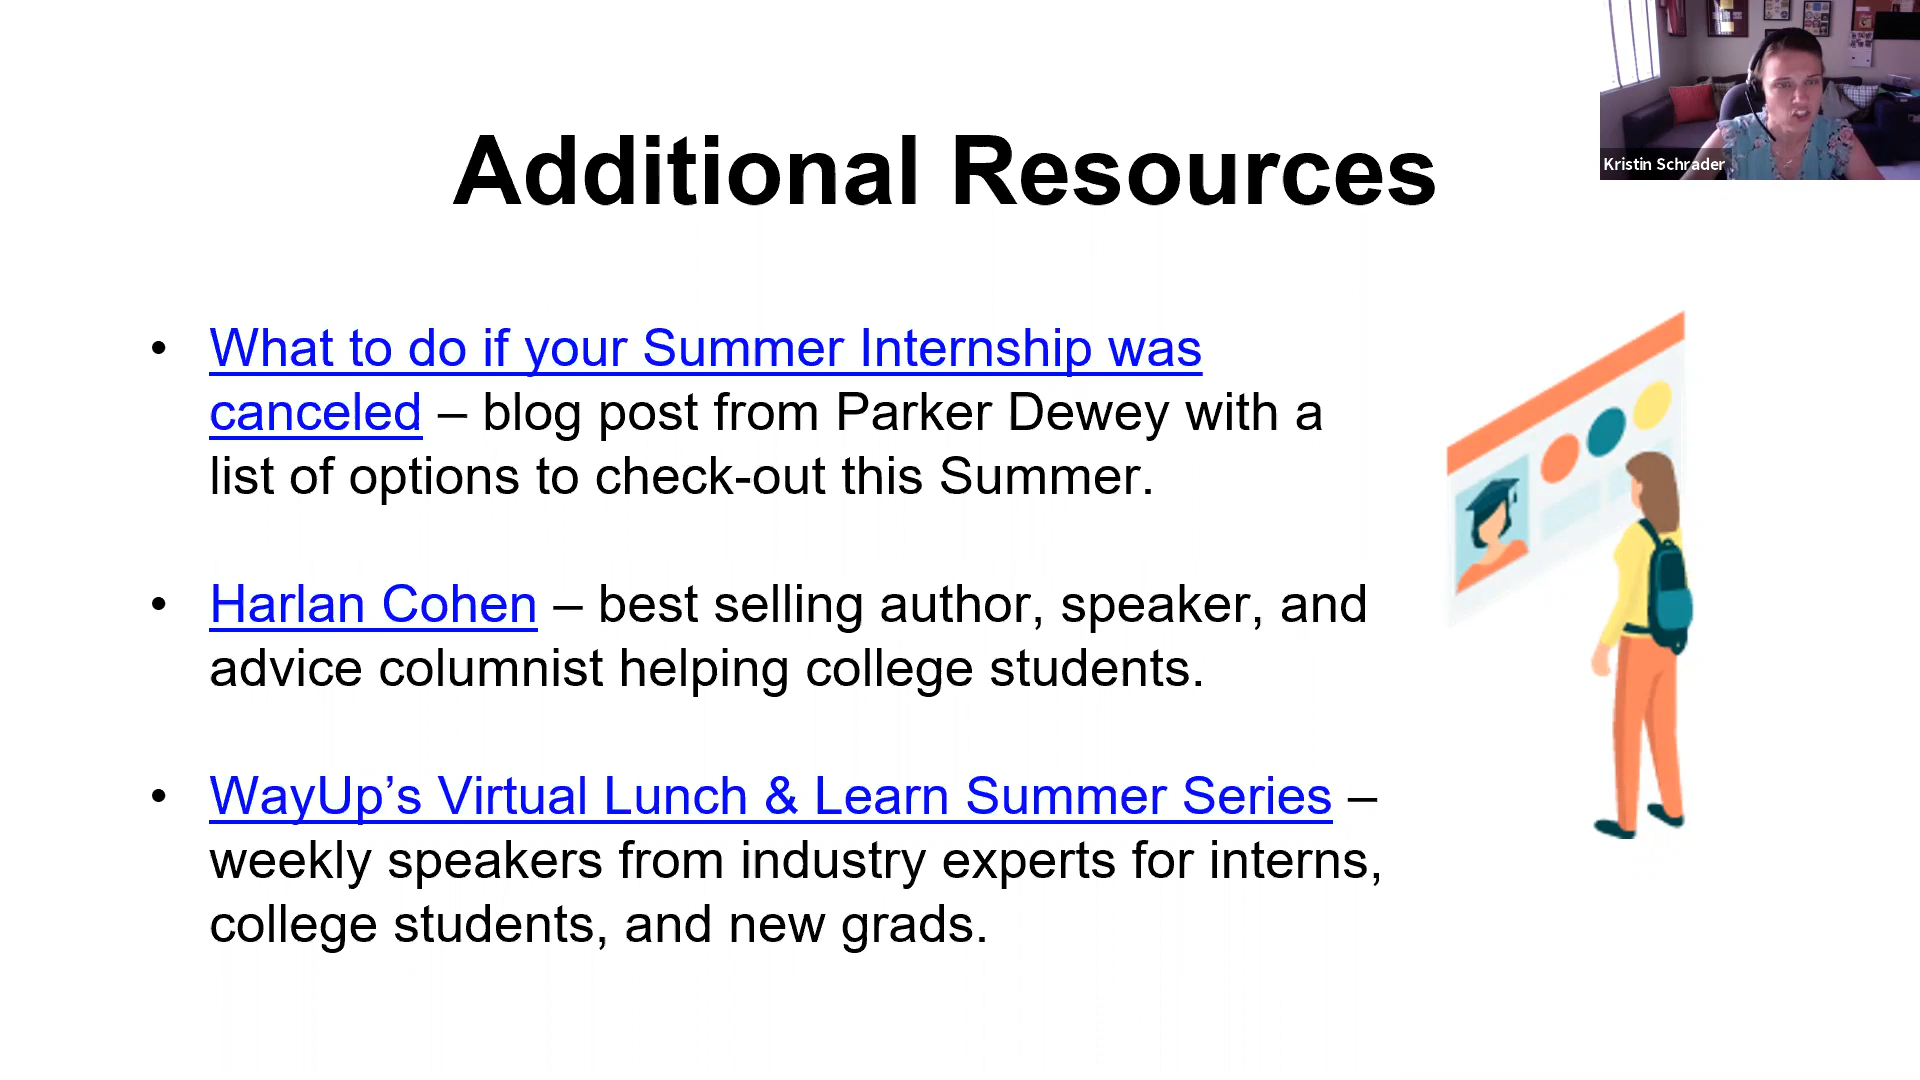 Kristin Schrader
Additional Resources
• What to do if your Summer Internship was
canceled – blog post from Parker Dewey with a
list of options to check-out this Summer.
• Harlan Cohen – best selling author, speaker, and
advice columnist helping college students.
• WayUp’s Virtual Lunch & Learn Summer Series –
weekly speakers from industry experts for interns,
college students, and new grads.